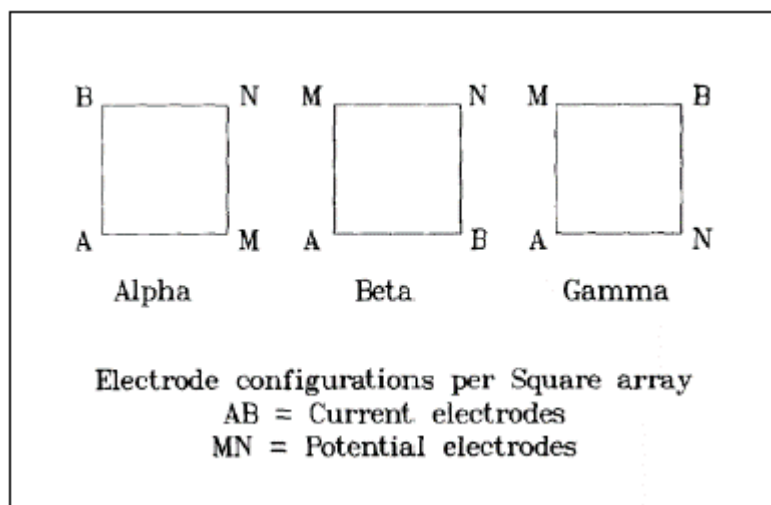 B N M N M B
A M A B A N
Alpha Beta Gamma
Electrode configurations per Square array
AB = Current electrodes
MN = Potential electrodes